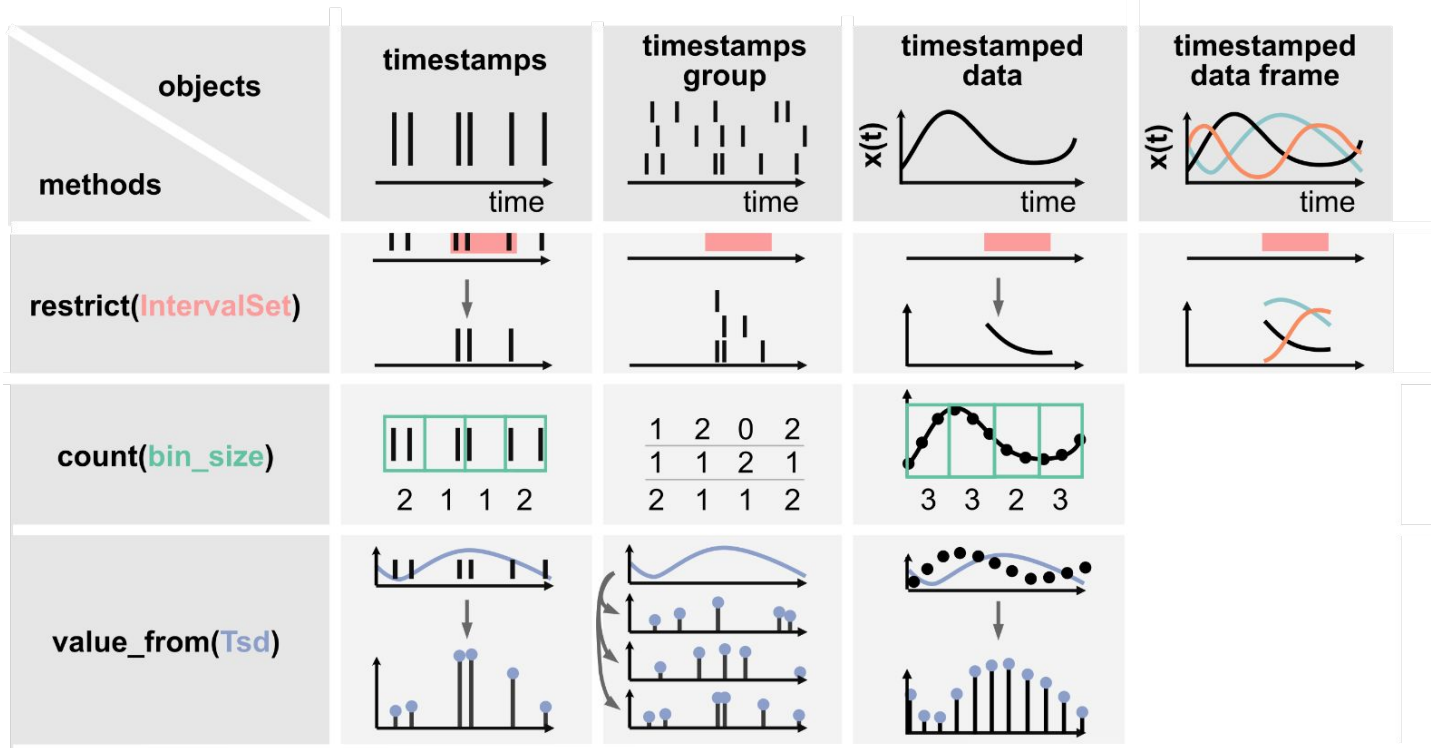 objects
methods
timestamps
time
timestamps
group
time
timestamped
data
x(t)
time
timestamped
data frame
x(t)
time
restrict(IntervalSet)
count(bin_size)
2 1 1 2
1 2 0 2
1 1 2 1
2 1 1 2
3 3 2 3
value_from(Tsd)